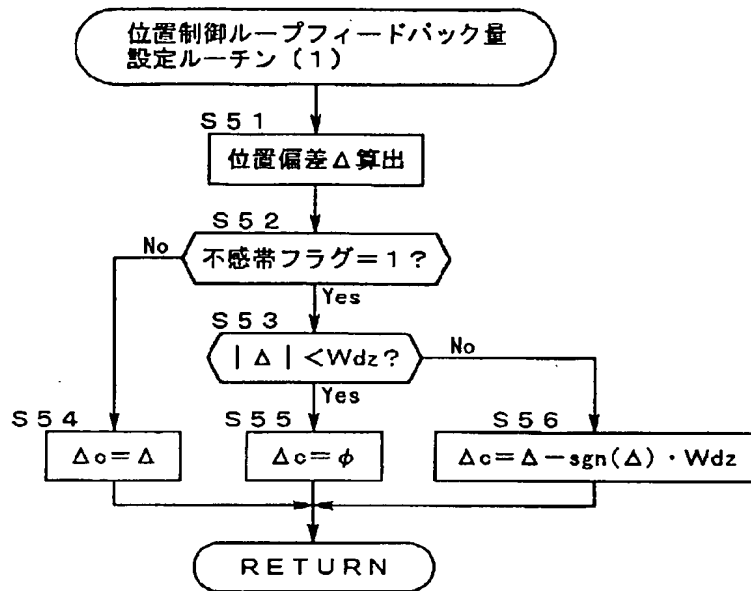 位置制御ループフィードバック量
設定ルーチン(1)
S51
位置偏差Δ算出
S52
No
不感帯フラグ=1?
Yes
S53
|Δ|<Wdz?
No
Yes
S54
S55
S56
Δc=Δ
Δc=φ
Δc=Δ-sgn(Δ)・Wdz
RETURN